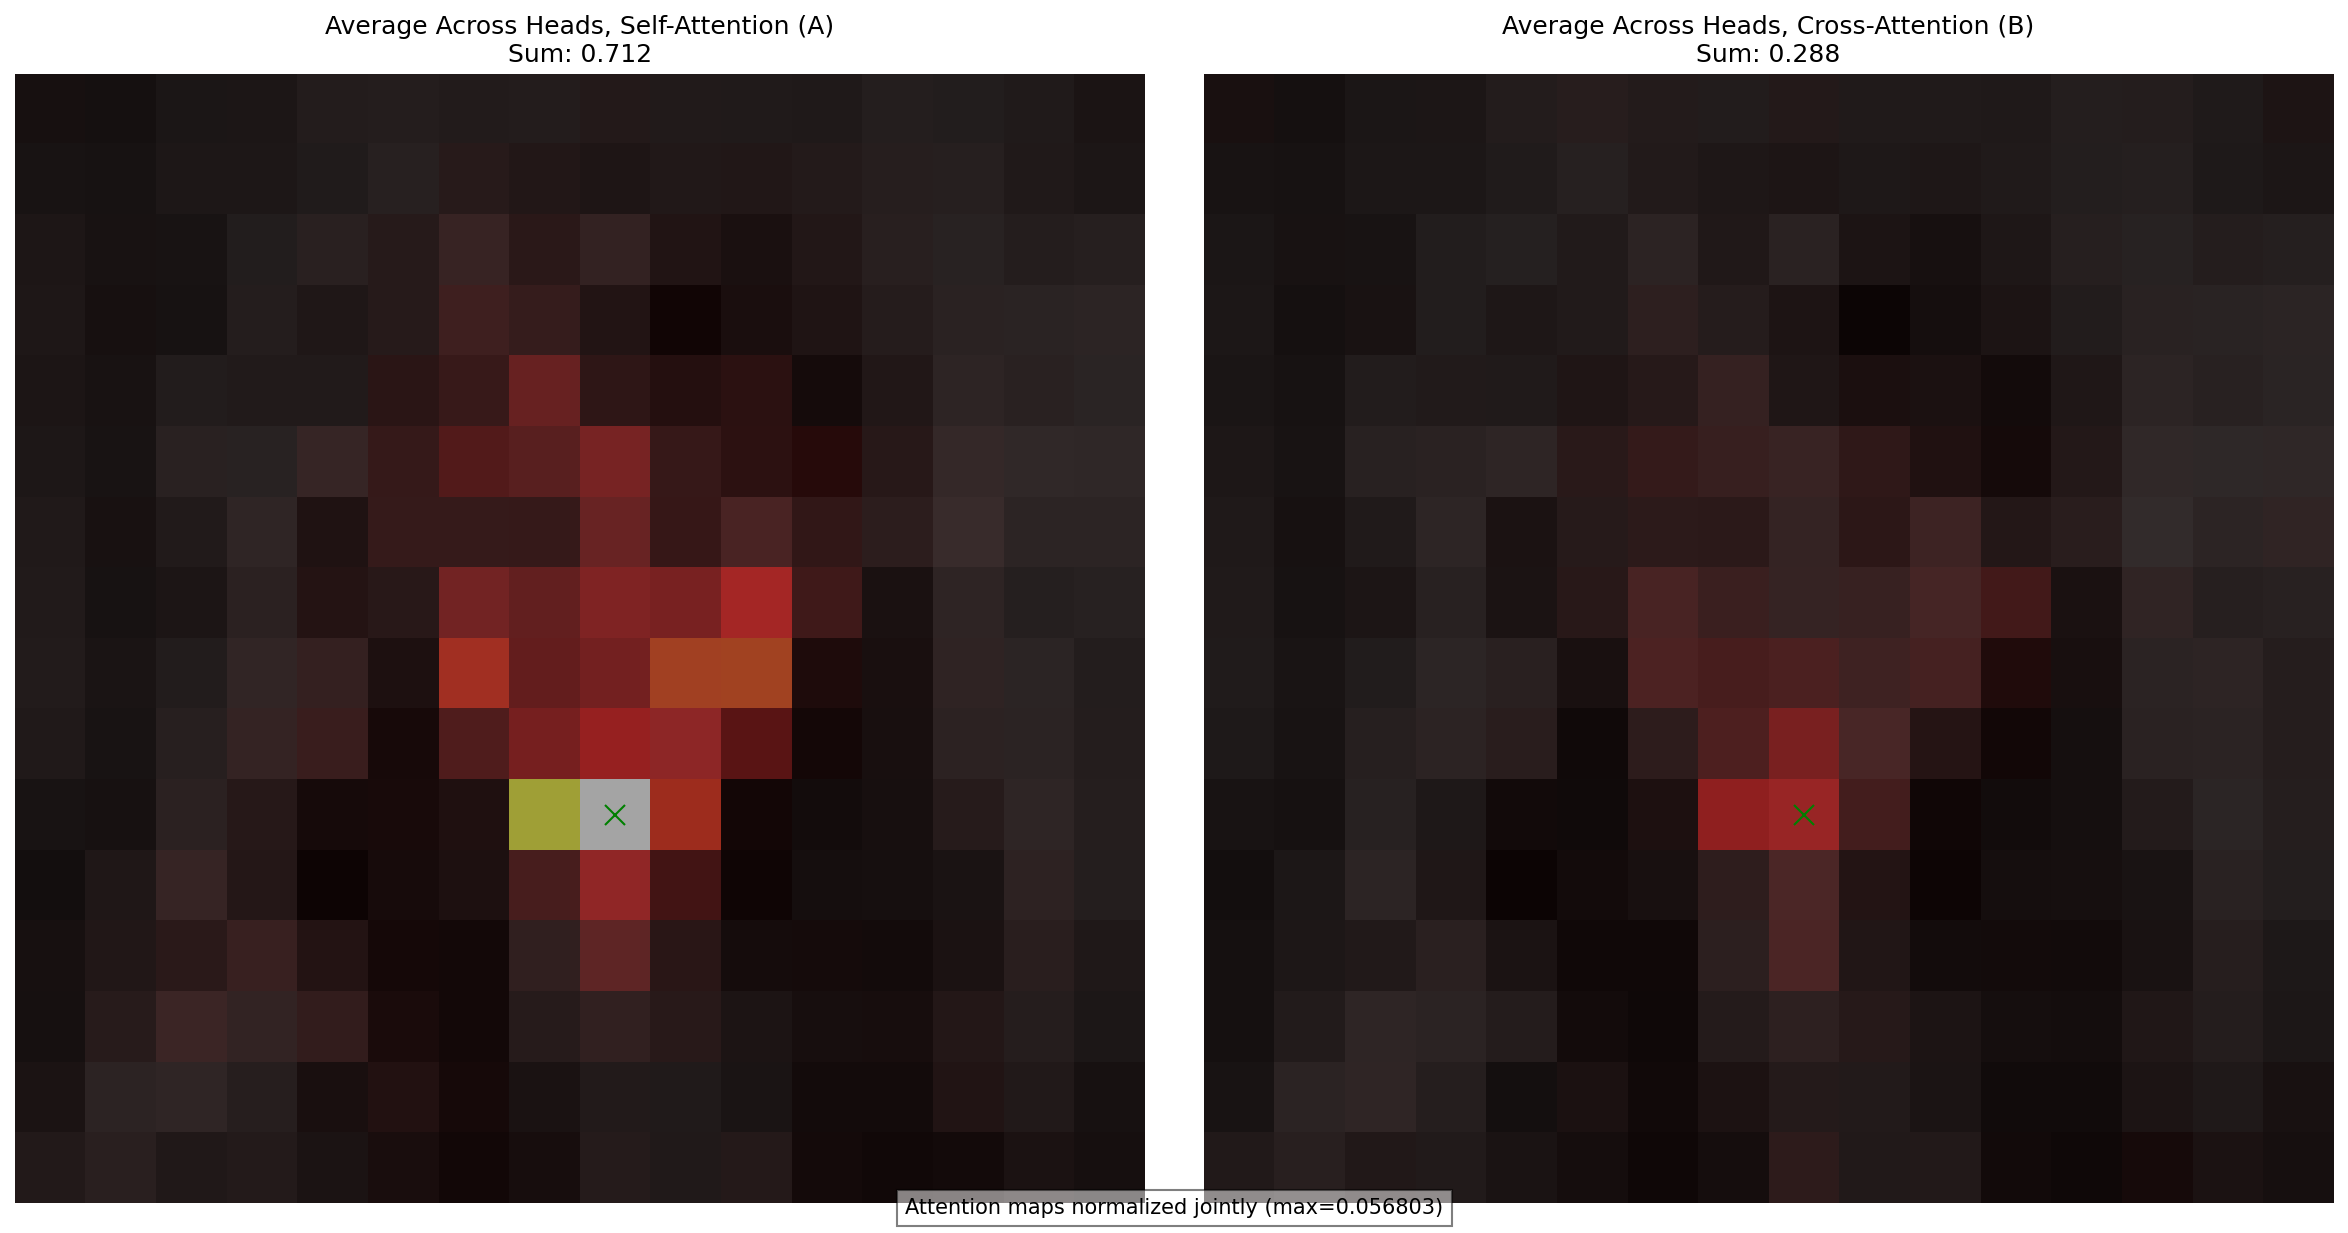 Average Across Heads, Self-Attention (A)
Sum: 0.712
Average Across Heads, Cross-Attention (B)
Sum: 0.288
Attention maps normalized jointly (max=0.056803)